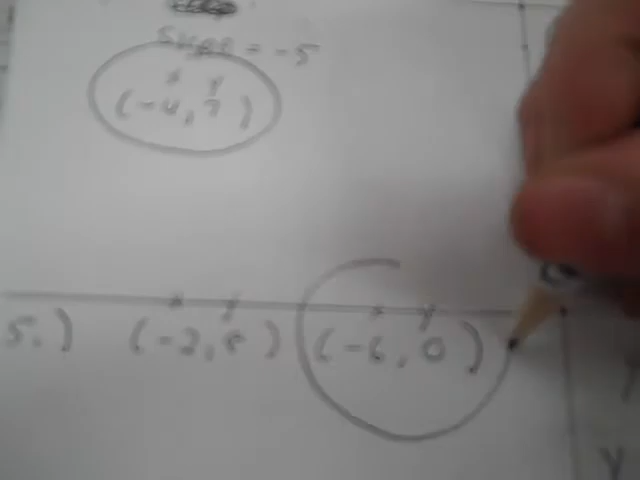 slope = -5
x y
(-4, 7)
x y x y
5.) (-2, 8) (-6, 0)
y